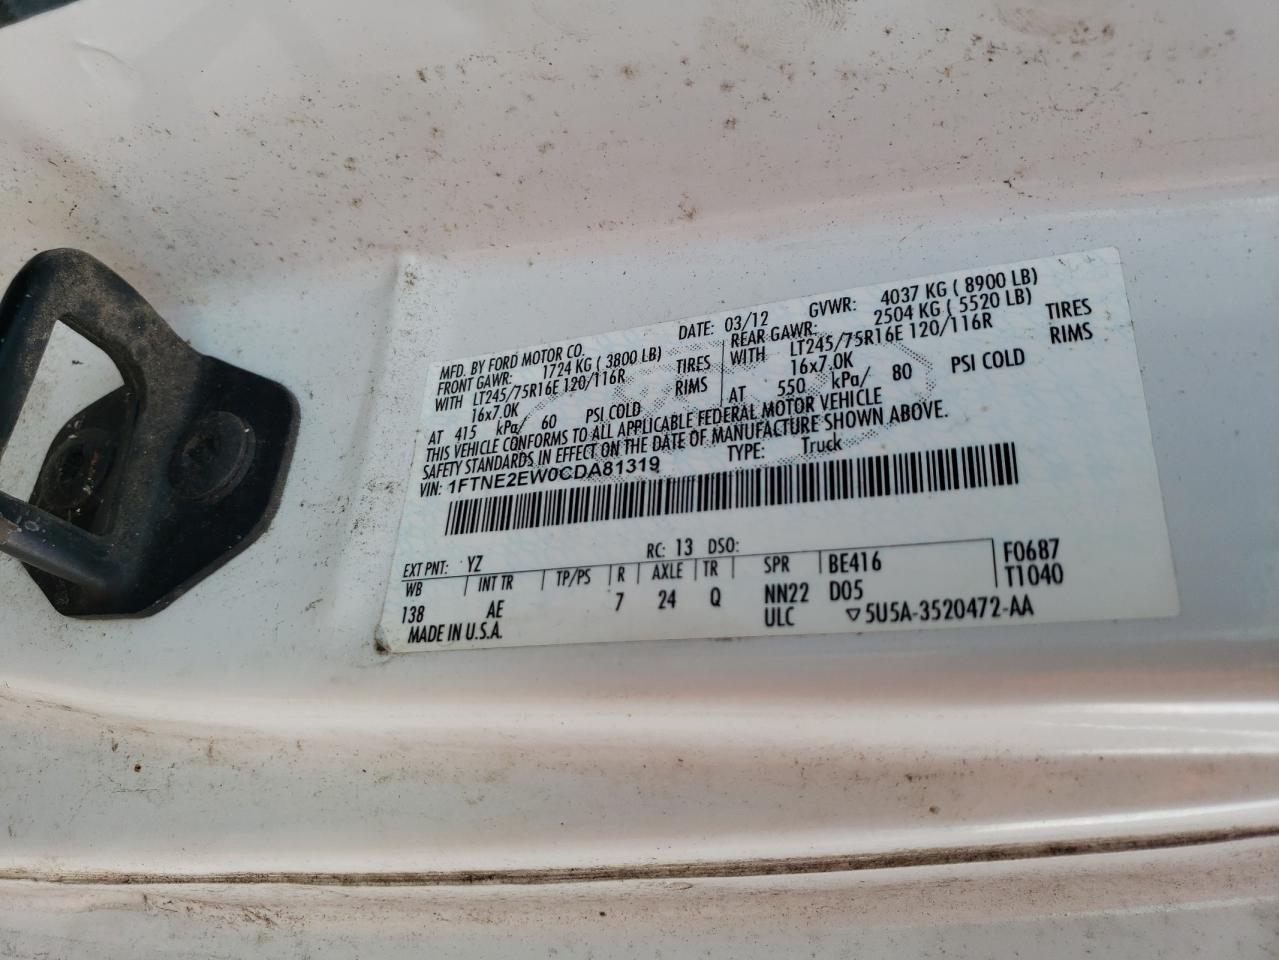 MFD. BY FORD MOTOR CO.
DATE: 03/12 GVWR: 4037 KG ( 8900 LB)
FRONT GAWR: 1724 KG ( 3800 LB)
REAR GAWR: 2504 KG ( 5520 LB)
WITH LT245/75R16E 120/116R TIRES
WITH LT245/75R16E 120/116R TIRES
16x7.0K RIMS
16x7.0K RIMS
AT 415 kPa/ 60 PSI COLD
AT 550 kPa/ 80 PSI COLD
THIS VEHICLE CONFORMS TO ALL APPLICABLE FEDERAL MOTOR VEHICLE
SAFETY STANDARDS IN EFFECT ON THE DATE OF MANUFACTURE SHOWN ABOVE.
VIN: 1FTNE2EW0CDA81319 TYPE: Truck
EXT PNT: YZ RC: 13 DSO:
WB INT TR TP/PS R AXLE TR SPR BE416 F0687
138 AE 7 24 Q NN22 D05 T1040
MADE IN U.S.A. ULC ▽5U5A-3520472-AA